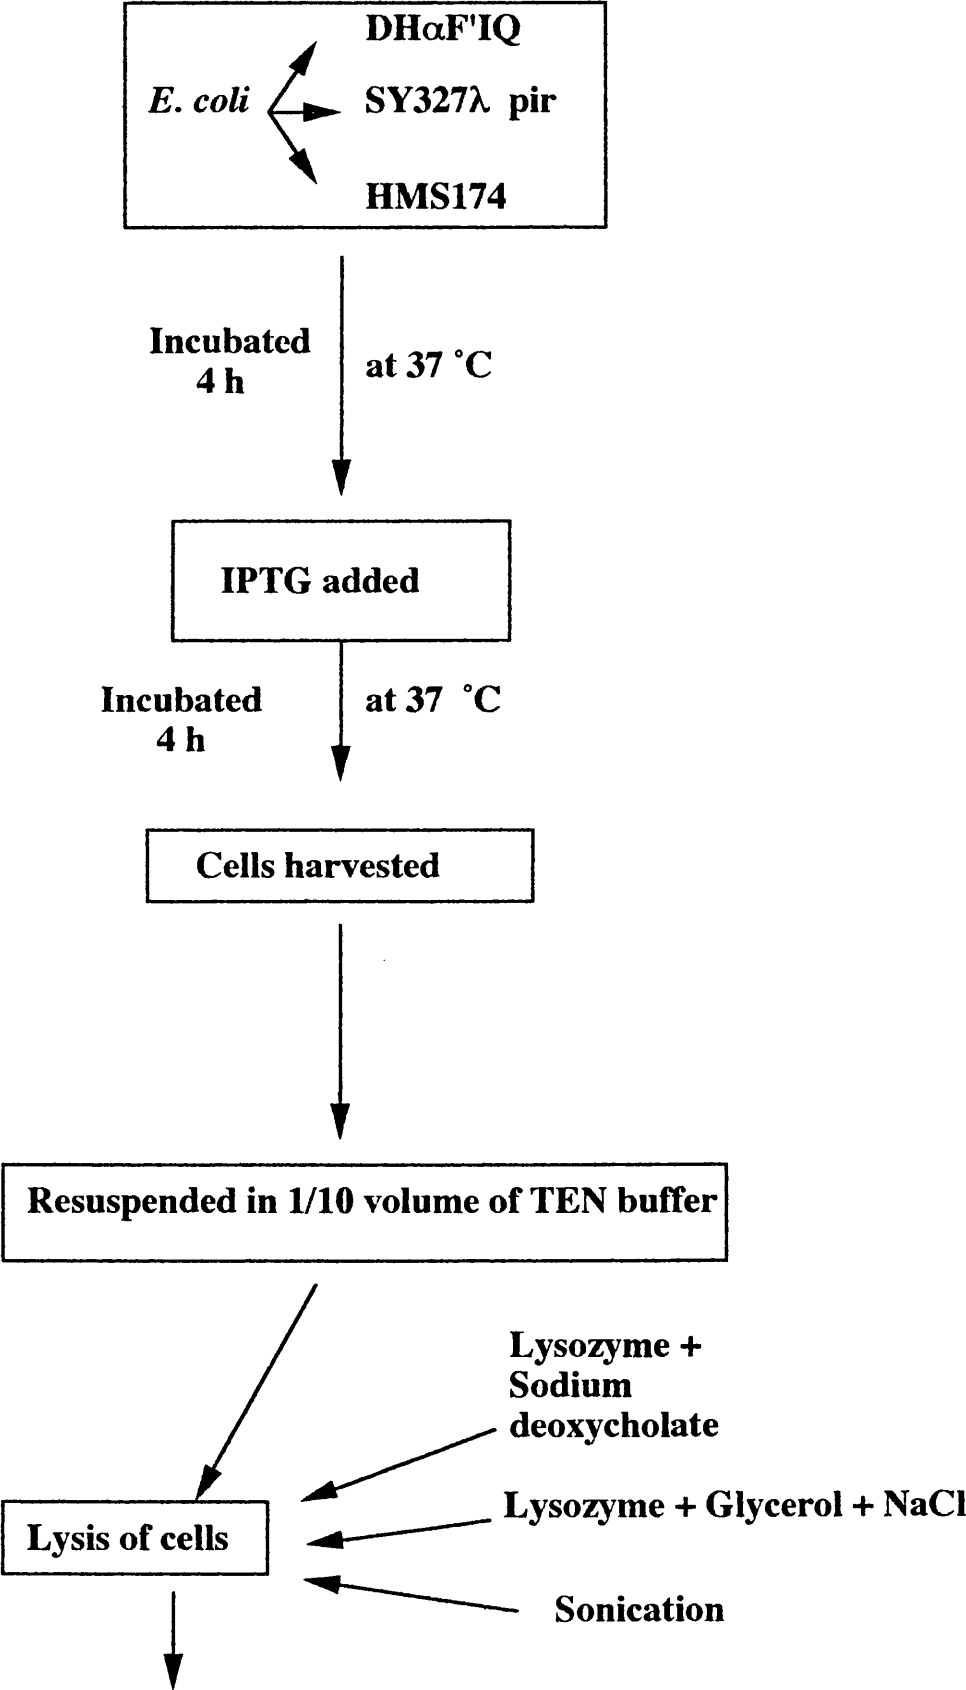 DHαF'IQ
E. coli
SY327λ pir
HMS174
Incubated
4 h
at 37 °C
IPTG added
Incubated
4 h
at 37 °C
Cells harvested
Resuspended in 1/10 volume of TEN buffer
Lysozyme +
Sodium
deoxycholate
Lysozyme + Glycerol + NaCl
Lysis of cells
Sonication